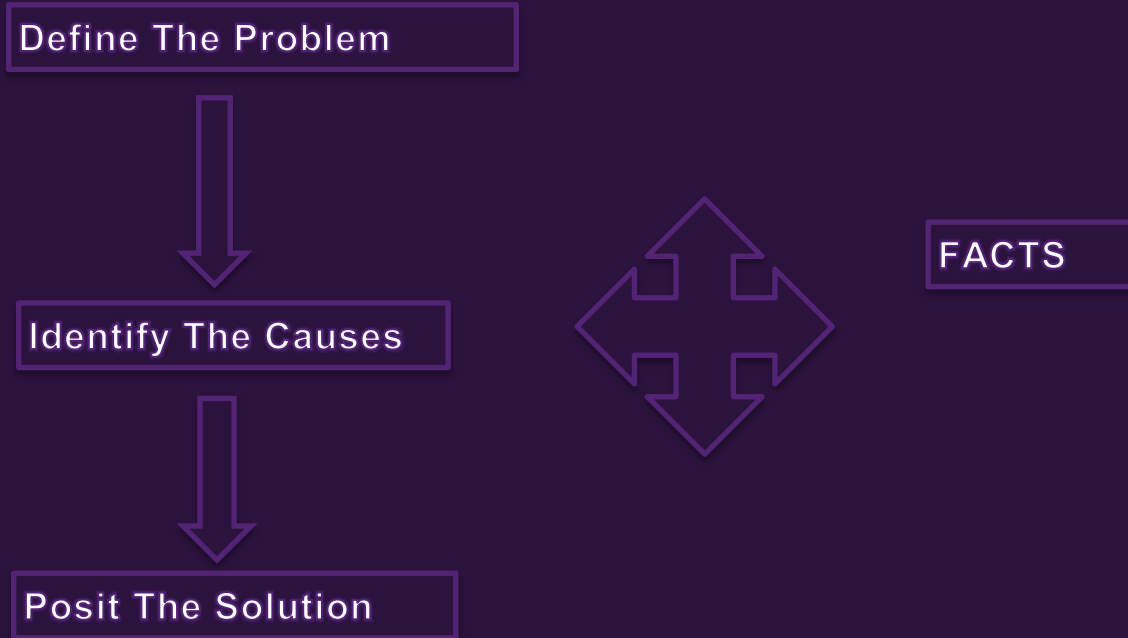 Define The Problem
Identify The Causes
FACTS
Posit The Solution